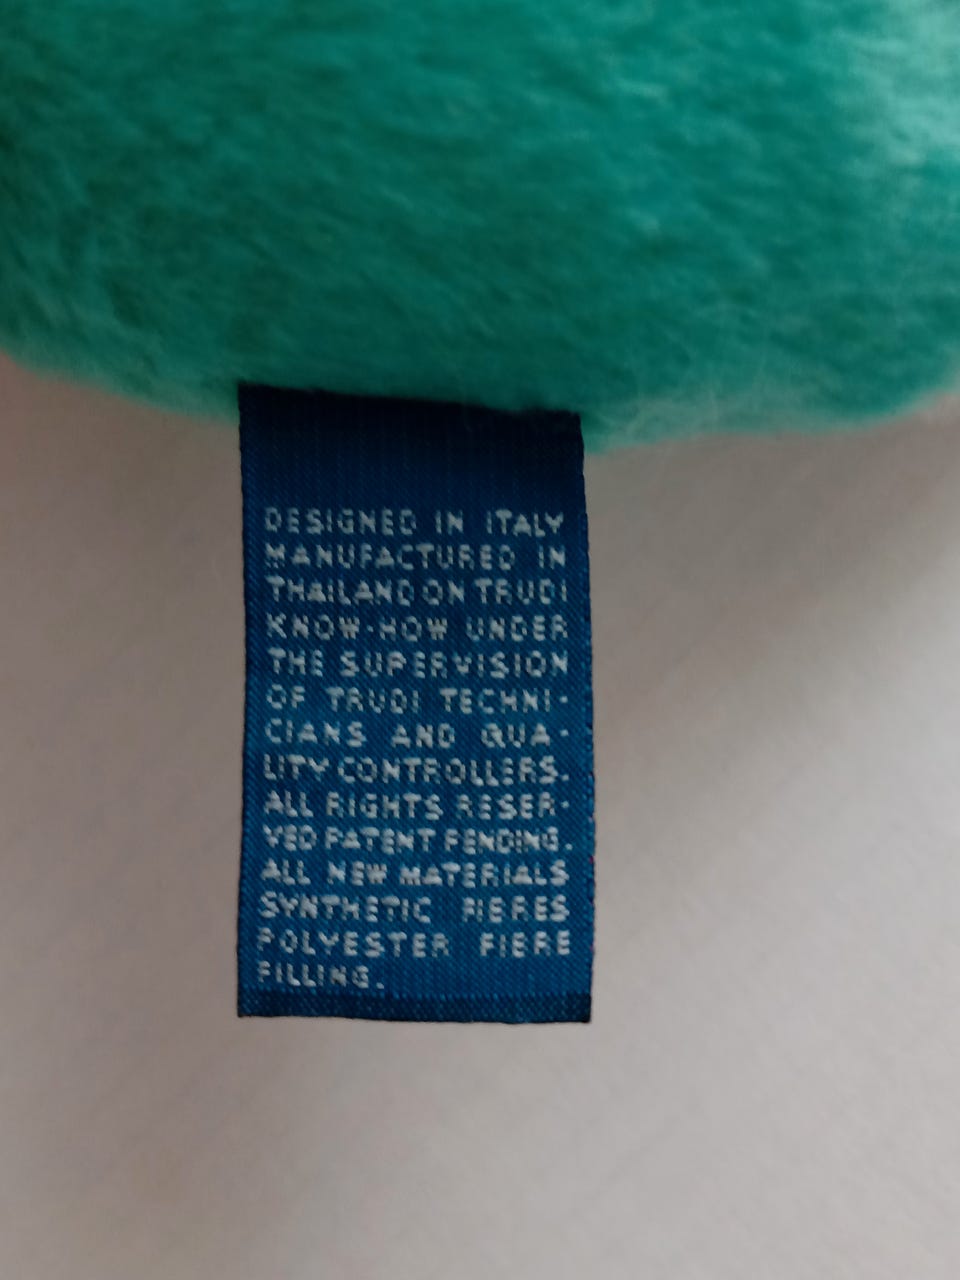 DESIGNED IN ITALY
MANUFACTURED IN
THAILAND ON TRUDI
KNOW-HOW UNDER
THE SUPERVISION
OF TRUDI TECHNI-
CIANS AND QUA-
LITY CONTROLLERS.
ALL RIGHTS RESER-
VED PATENT PENDING.
ALL NEW MATERIALS
SYNTHETIC FIBRES
POLYESTER FIBRE
FILLING.